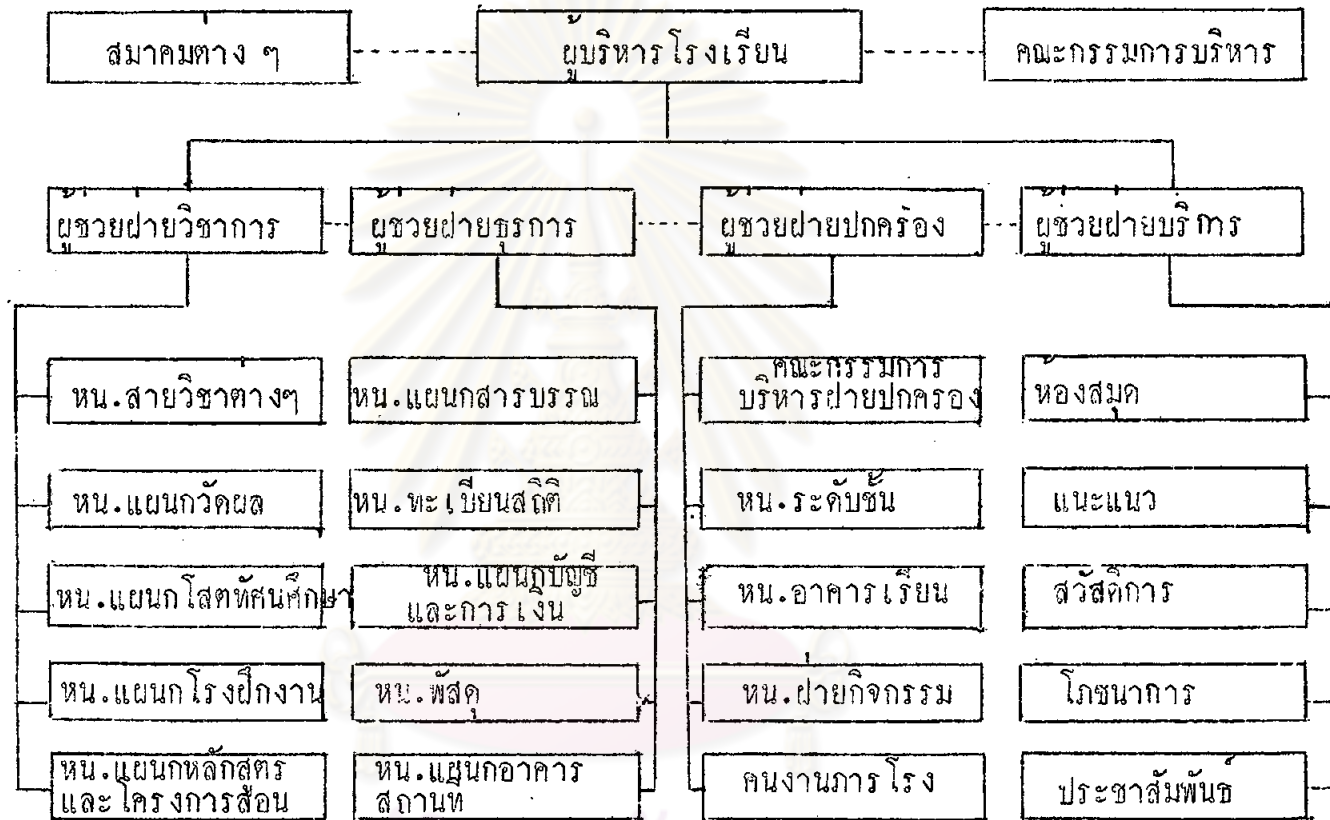 สมาคมต่าง ๆ
ผู้บริหารโรงเรียน
คณะกรรมการบริหาร
ผู้ช่วยฝ่ายวิชาการ
ผู้ช่วยฝ่ายธุรการ
ผู้ช่วยฝ่ายปกครอง
ผู้ช่วยฝ่ายบริการ
หน.สายวิชาต่างๆ
หน.แผนกสารบรรณ
คณะกรรมการ
บริหารฝ่ายปกครอง
ห้องสมุด
หน.แผนกวัดผล
หน.ทะเบียนสถิติ
หน.ระดับชั้น
แนะแนว
หน.แผนกโสตทัศนศึกษา
หน.แผนกบัญชี
และการเงิน
หน.อาคารเรียน
สวัสดิการ
หน.แผนกโรงฝึกงาน
หน.พัสดุ
หน.ฝ่ายกิจกรรม
โภชนาการ
หน.แผนกหลักสูตร
และโครงการสอน
หน.แผนกอาคาร
สถานที่
คนงานภารโรง
ประชาสัมพันธ์